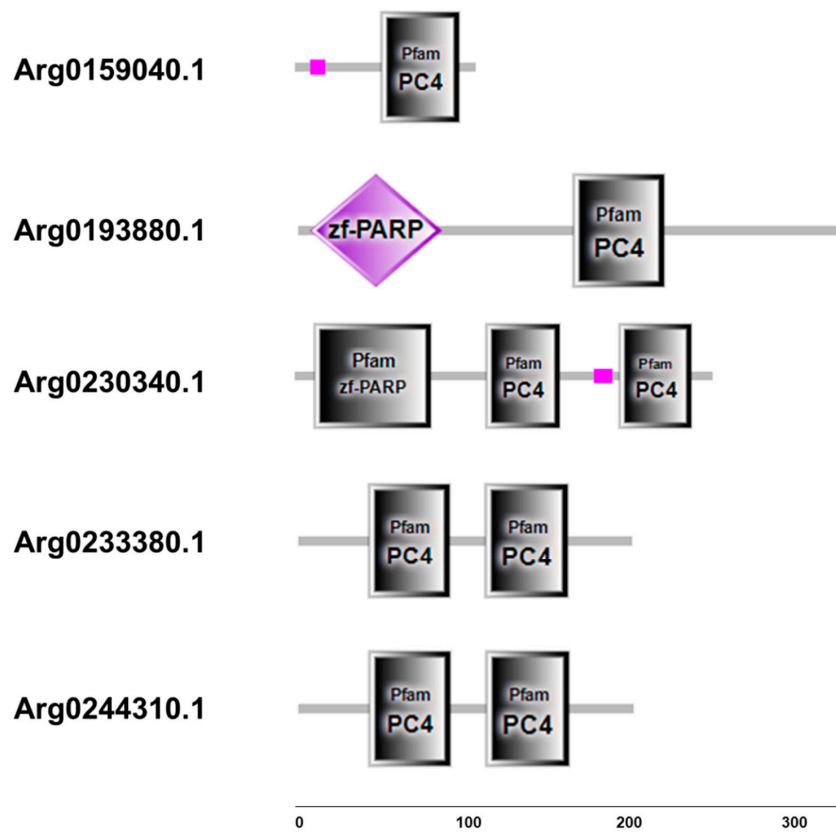 Arg0159040.1
Pfam
PC4
Arg0193880.1
zf-PARP
Pfam
PC4
Arg0230340.1
Pfam
zf-PARP
Pfam
PC4
Pfam
PC4
Arg0233380.1
Pfam
PC4
Pfam
PC4
Arg0244310.1
Pfam
PC4
Pfam
PC4
0 100 200 300